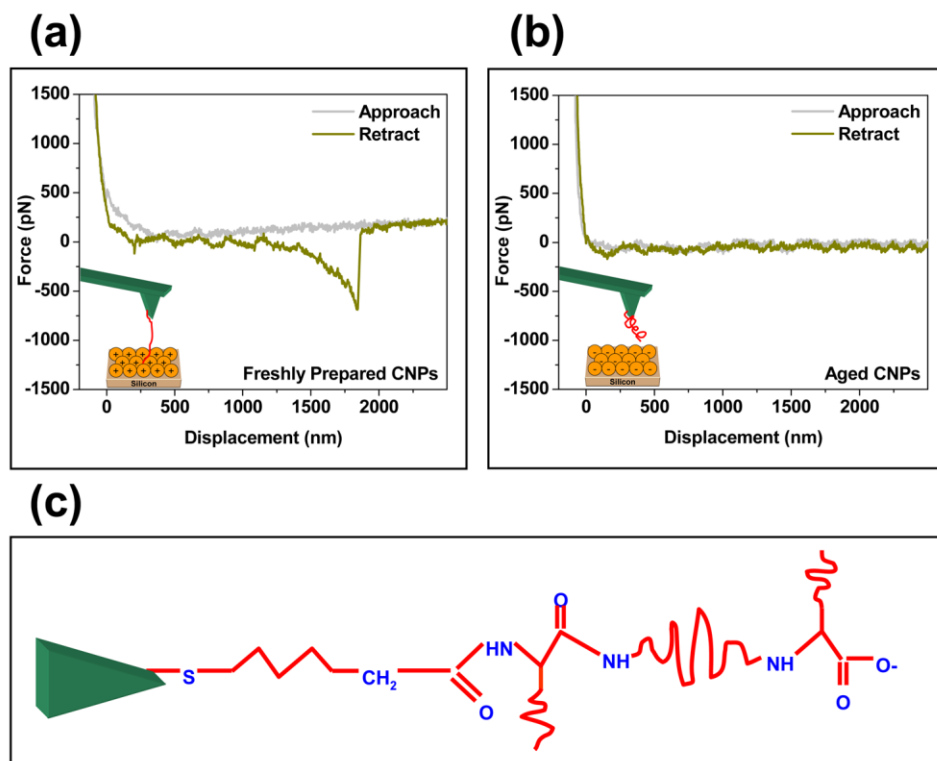 (a)
(b)
1500
1000
500
0
-500
-1000
-1500
Force (pN)
Approach
Retract
+ + + + +
+ + + +
+ + + + +
Silicon
Freshly Prepared CNPs
0 500 1000 1500 2000
Displacement (nm)
1500
1000
500
0
-500
-1000
-1500
Force (pN)
Approach
Retract
- - - - -
- - - -
- - - - -
Silicon
Aged CNPs
0 500 1000 1500 2000
Displacement (nm)
(c)
S
CH2
O
HN
O
NH
NH
O
O-